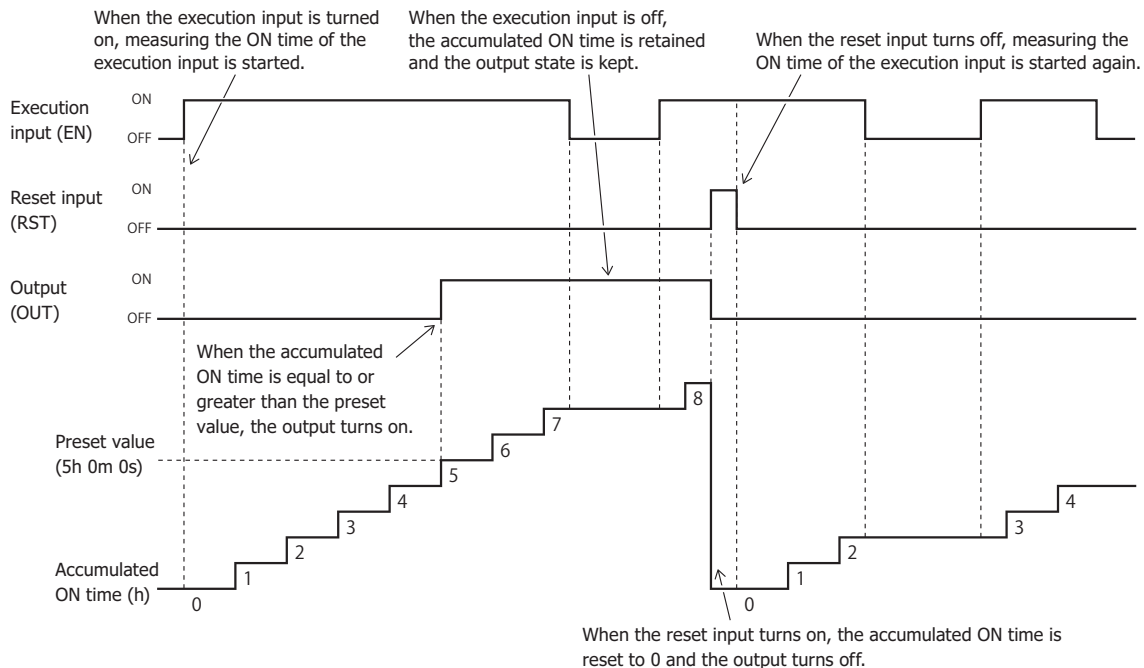 When the execution input is turned
on, measuring the ON time of the
execution input is started.
When the execution input is off,
the accumulated ON time is retained
and the output state is kept.
When the reset input turns off, measuring the
ON time of the execution input is started again.
Execution
input (EN)
ON
OFF
Reset input
(RST)
ON
OFF
Output
(OUT)
ON
OFF
When the accumulated
ON time is equal to or
greater than the preset
value, the output turns on.
Preset value
(5h 0m 0s)
Accumulated
ON time (h)
0
1
2
3
4
5
6
7
8
0
1
2
3
4
When the reset input turns on, the accumulated ON time is
reset to 0 and the output turns off.